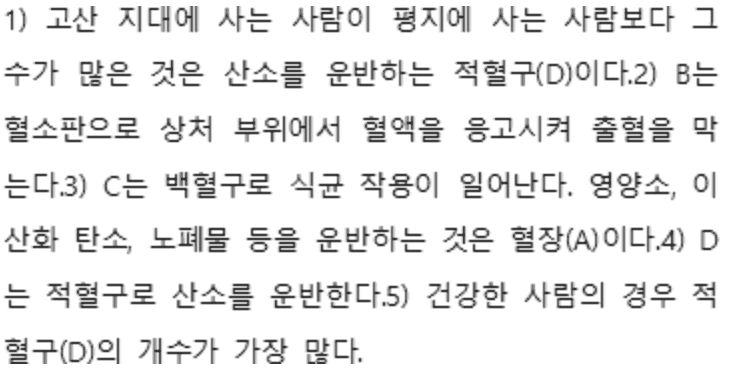 1) 고산 지대에 사는 사람이 평지에 사는 사람보다 그
수가 많은 것은 산소를 운반하는 적혈구(D)이다.2) B는
혈소판으로 상처 부위에서 혈액을 응고시켜 출혈을 막
는다.3) C는 백혈구로 식균 작용이 일어난다. 영양소, 이
산화 탄소, 노폐물 등을 운반하는 것은 혈장(A)이다.4) D
는 적혈구로 산소를 운반한다.5) 건강한 사람의 경우 적
혈구(D)의 개수가 가장 많다.